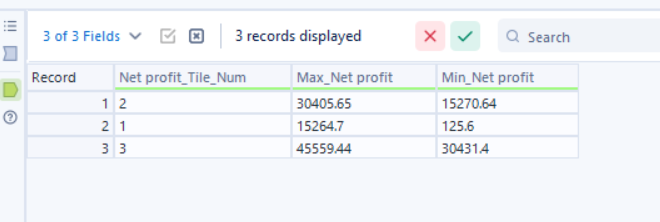 3 of 3 Fields 3 records displayed Search
Record Net profit_Tile_Num Max_Net profit Min_Net profit
1 2 30405.65 15270.64
2 1 15264.7 125.6
3 3 45559.44 30431.4